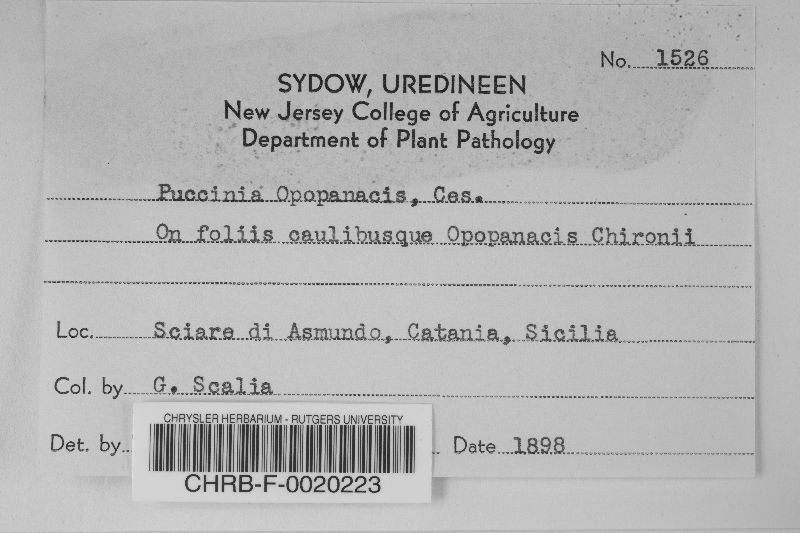 No. 1526
SYDOW, UREDINEEN
New Jersey College of Agriculture
Department of Plant Pathology
Puccinia Opopanacis, Ces.
On foliis caulibusque Opopanacis Chironii
Loc. Sciare di Asmundo, Catania, Sicilia
Col. by G. Scalia
CHRYSLER HERBARIUM - RUTGERS UNIVERSITY
Det. by Date 1898
CHRB-F-0020223